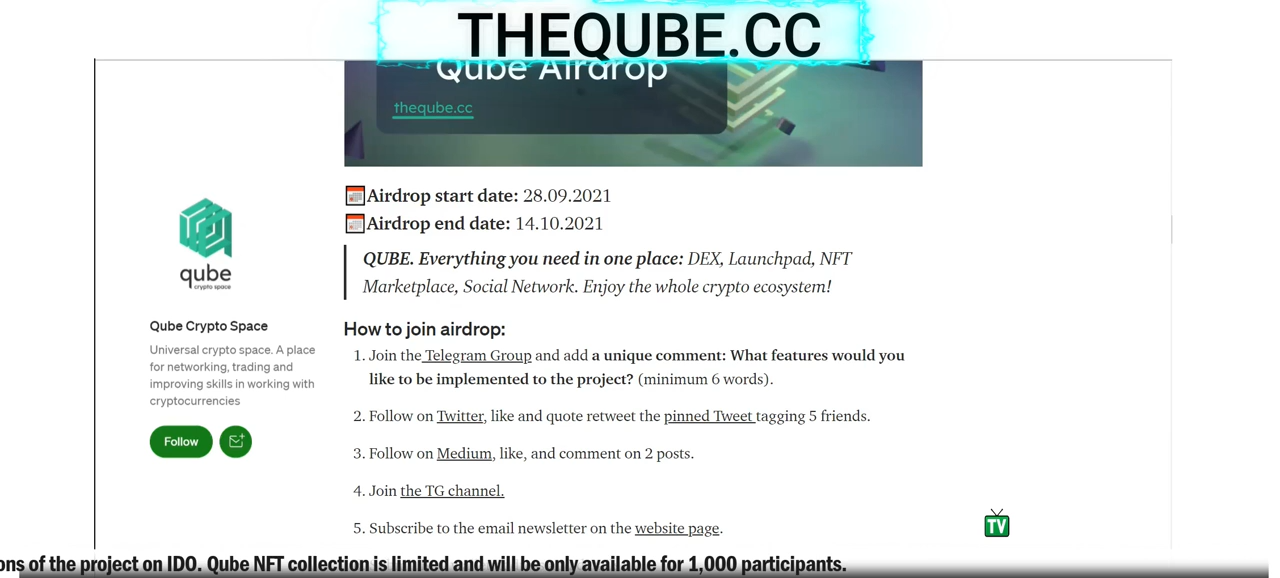 THEQUBE.CC
Qube Airdrop
theqube.cc
Airdrop start date: 28.09.2021
Airdrop end date: 14.10.2021
QUBE. Everything you need in one place: DEX, Launchpad, NFT
Marketplace, Social Network. Enjoy the whole crypto ecosystem!
qube
crypto space
Qube Crypto Space
Universal crypto space. A place
for networking, trading and
improving skills in working with
cryptocurrencies
Follow
How to join airdrop:
1. Join the Telegram Group and add a unique comment: What features would you
like to be implemented to the project? (minimum 6 words).
2. Follow on Twitter, like and quote retweet the pinned Tweet tagging 5 friends.
3. Follow on Medium, like, and comment on 2 posts.
4. Join the TG channel.
5. Subscribe to the email newsletter on the website page.
TV
ons of the project on IDO. Qube NFT collection is limited and will be only available for 1,000 participants.